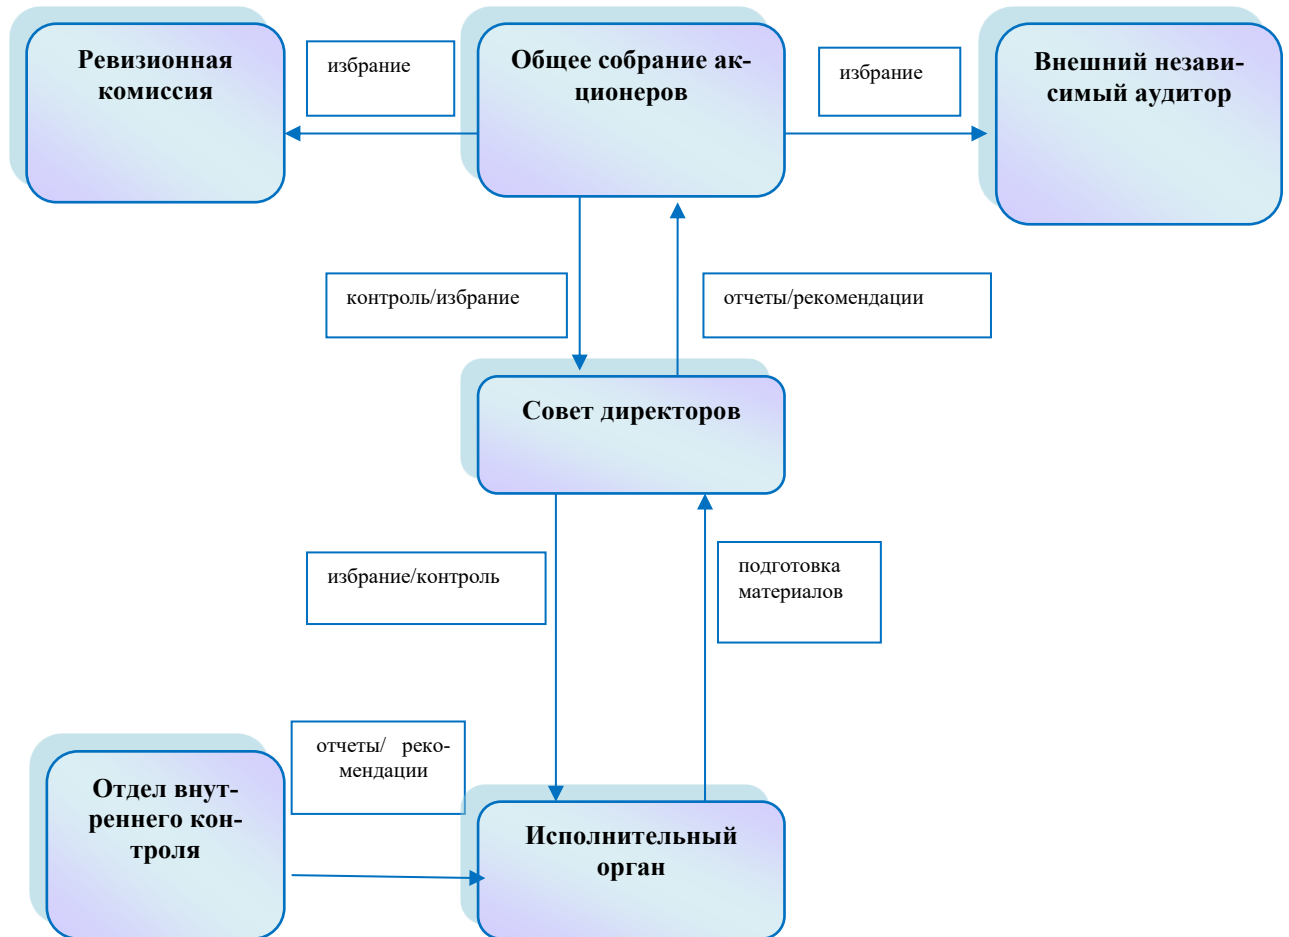 Ревизионная
комиссия
избрание
Общее собрание ак-
ционеров
избрание
Внешний незави-
симый аудитор
контроль/избрание
отчеты/рекомендации
Совет директоров
избрание/контроль
подготовка
материалов
отчеты/ реко-
мендации
Отдел внут-
реннего кон-
троля
Исполнительный
орган